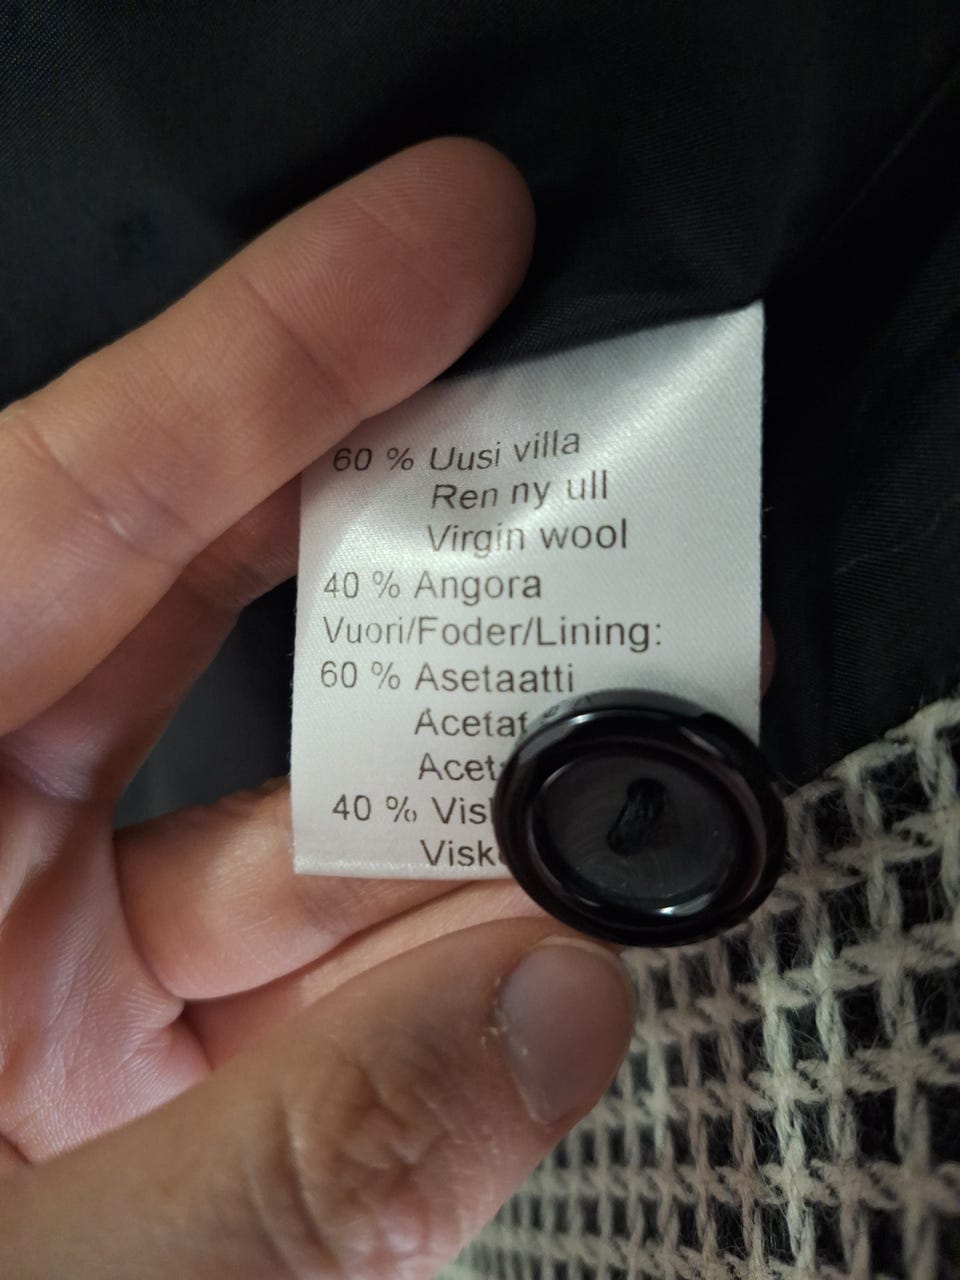 60 % Uusi villa
Ren ny ull
Virgin wool
40 % Angora
Vuori/Foder/Lining:
60 % Asetaatti
40 %